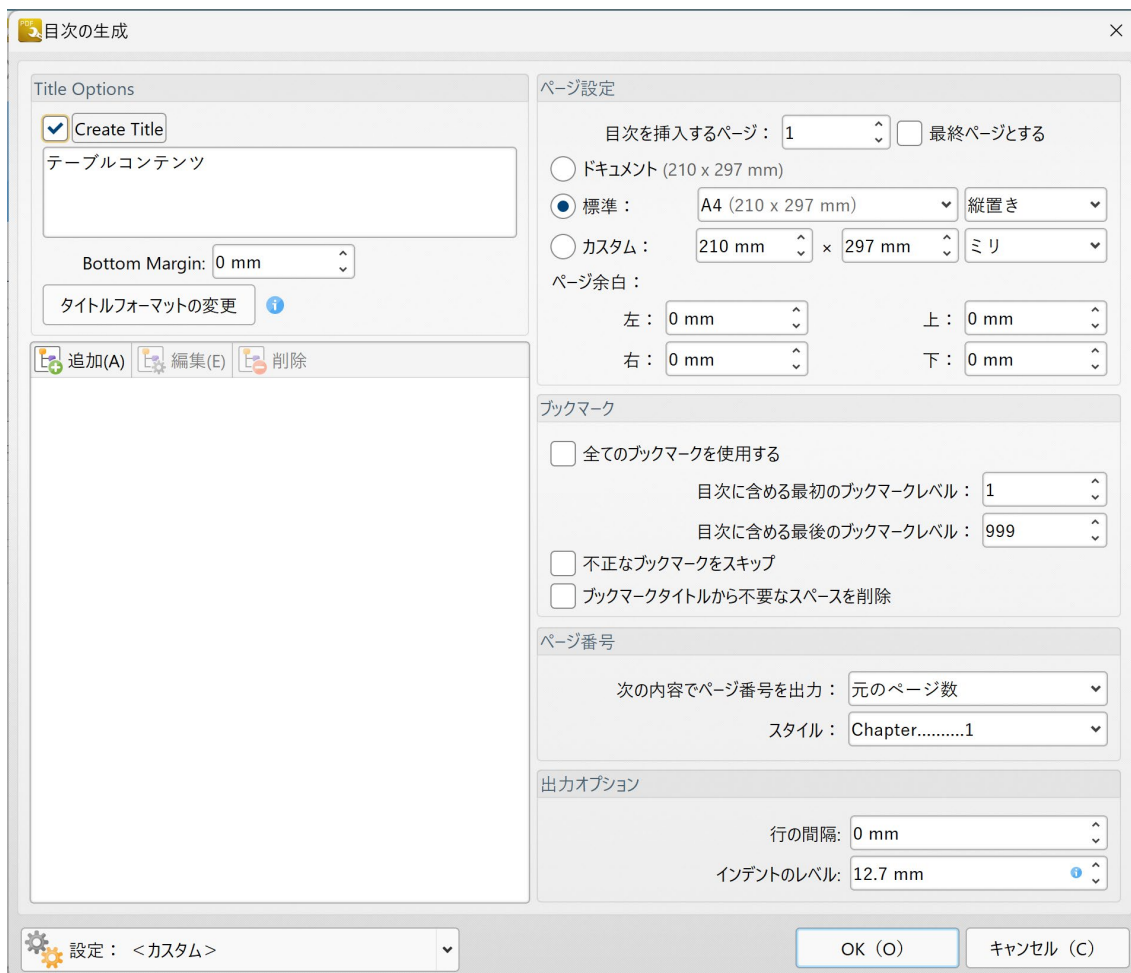 目次の生成
Title Options
Create Title
テーブルコンテンツ
Bottom Margin: 0 mm
タイトルフォーマットの変更
追加(A) 編集(E) 削除
ページ設定
目次を挿入するページ： 1 最終ページとする
ドキュメント (210 x 297 mm)
標準： A4 (210 x 297 mm) 縦置き
カスタム： 210 mm × 297 mm ミリ
ページ余白：
左： 0 mm 上： 0 mm
右： 0 mm 下： 0 mm
ブックマーク
全てのブックマークを使用する
目次に含める最初のブックマークレベル： 1
目次に含める最後のブックマークレベル： 999
不正なブックマークをスキップ
ブックマークタイトルから不要なスペースを削除
ページ番号
次の内容でページ番号を出力： 元のページ数
スタイル： Chapter..........1
出力オプション
行の間隔: 0 mm
インデントのレベル: 12.7 mm
設定： ＜カスタム＞
OK（O） キャンセル（C）